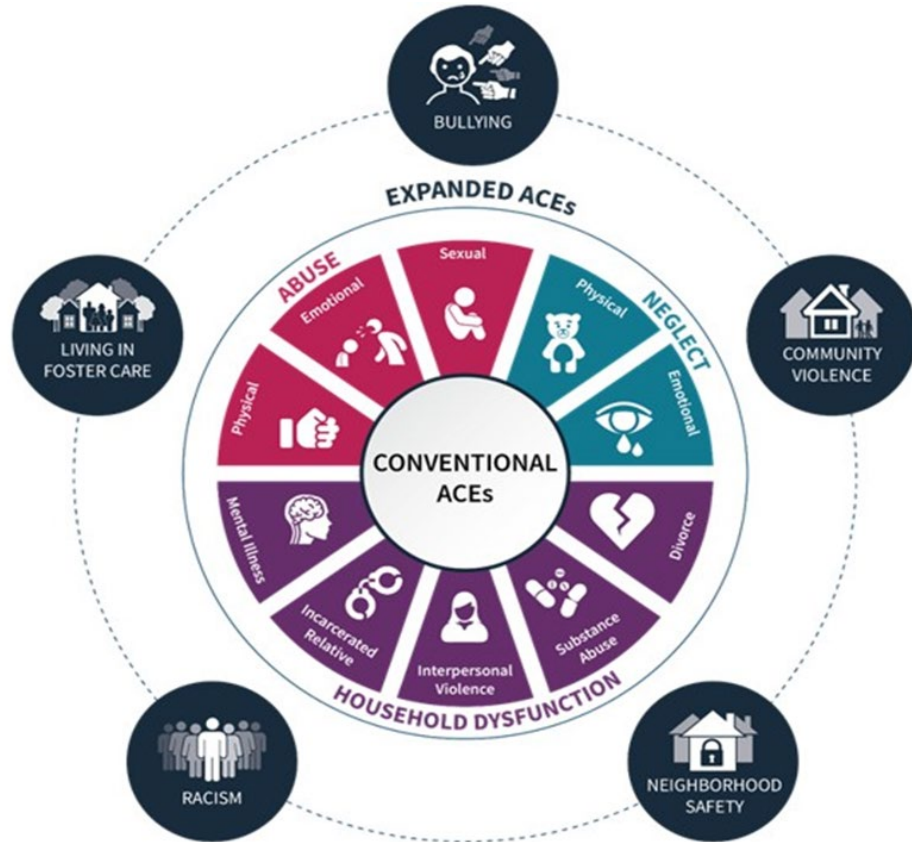 BULLYING
EXPANDED ACEs
LIVING IN
FOSTER CARE
COMMUNITY
VIOLENCE
ABUSE
Physical
Emotional
Sexual
NEGLECT
Physical
Emotional
CONVENTIONAL
ACEs
Mental Illness
Incarcerated
Relative
Interpersonal
Violence
Substance
Abuse
Divorce
HOUSEHOLD DYSFUNCTION
RACISM
NEIGHBORHOOD
SAFETY